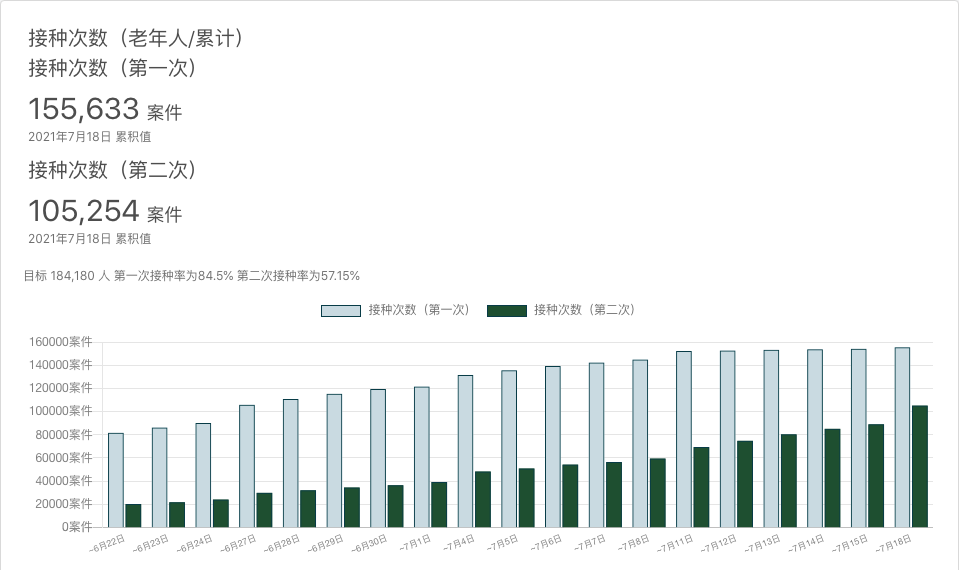 接种次数（老年人/累计）
接种次数（第一次）
155,633 案件
2021年7月18日 累积值
接种次数（第二次）
105,254 案件
2021年7月18日 累积值
目标 184,180 人 第一次接种率为84.5% 第二次接种率为57.15%
接种次数（第一次） 接种次数（第二次）
160000案件
140000案件
120000案件
100000案件
80000案件
60000案件
40000案件
20000案件
0案件
~6月22日 ~6月23日 ~6月24日 ~6月27日 ~6月28日 ~6月29日 ~6月30日 ~7月1日 ~7月4日 ~7月5日 ~7月6日 ~7月7日 ~7月8日 ~7月11日 ~7月12日 ~7月13日 ~7月14日 ~7月15日 ~7月18日